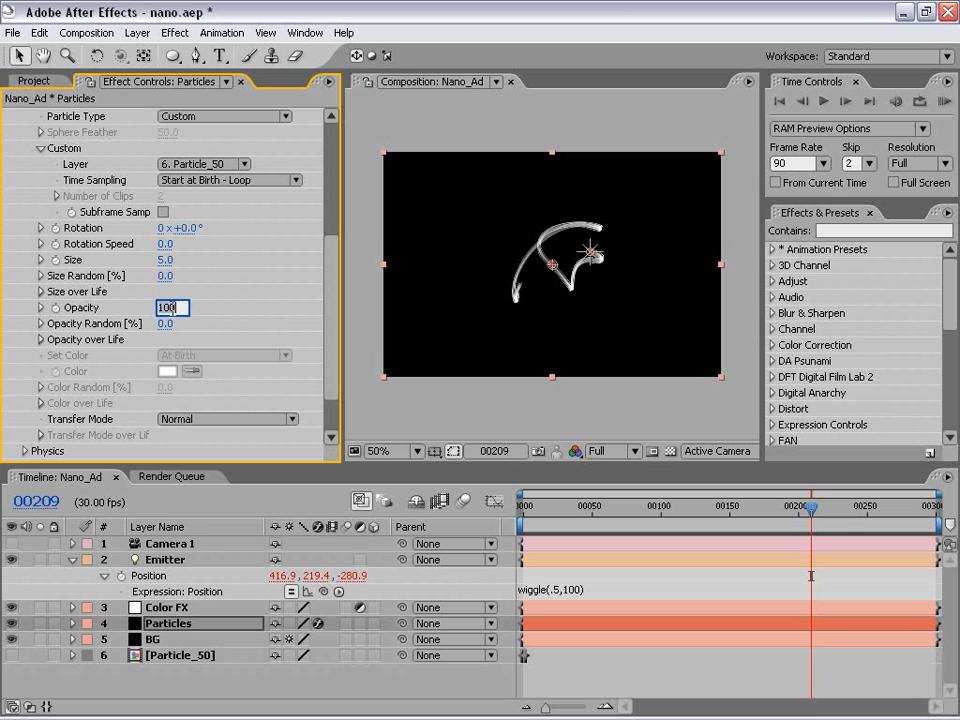 Adobe After Effects - nano.aep *
File Edit Composition Layer Effect Animation View Window Help
Workspace: Standard
Project Effect Controls: Particles
Nano_Ad * Particles
Particle Type Custom
Sphere Feather 50.0
Custom
Layer 6. Particle_50
Time Sampling Start at Birth - Loop
Number of Clips 2
Subframe Samp
Rotation 0 x +0.0°
Rotation Speed 0.0
Size 5.0
Size Random [%] 0.0
Size over Life
Opacity 100
Opacity Random [%] 0.0
Opacity over Life
Set Color At Birth
Color
Color Random [%] 0.0
Color over Life
Transfer Mode Normal
Transfer Mode over Lif
Physics
Composition: Nano_Ad
50% 00209 Full Active Camera
Time Controls
RAM Preview Options
Frame Rate Skip Resolution
90 2 Full
From Current Time Full Screen
Effects & Presets
Contains:
* Animation Presets
3D Channel
Adjust
Audio
Blur & Sharpen
Channel
Color Correction
DA Psunami
DFT Digital Film Lab 2
Digital Anarchy
Distort
Expression Controls
FAN
Timeline: Nano_Ad Render Queue
00209 (30.00 fps)
00050 00100 00150 00250
# Layer Name Parent
1 Camera 1 None
2 Emitter None
Position 416.9, 219.4, -280.9
Expression: Position wiggle(.5,100)
3 Color FX None
4 Particles None
5 BG None
6 [Particle_50] None